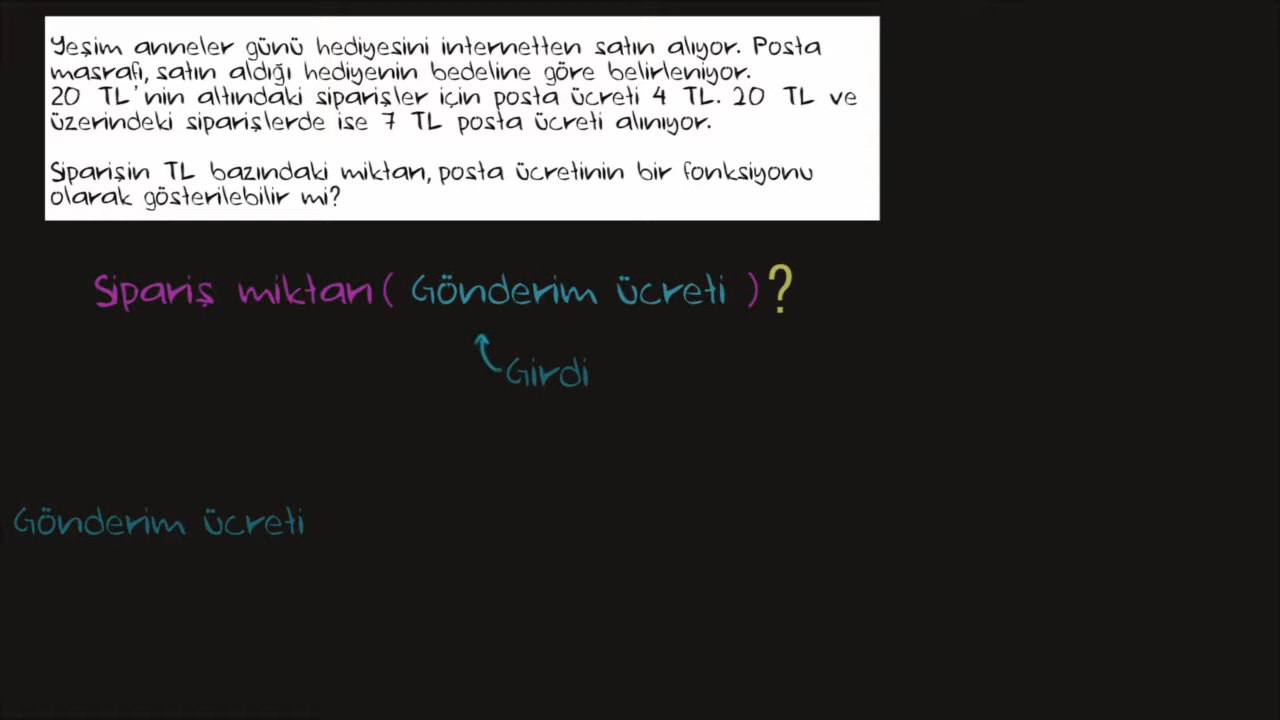 Yeşim anneler günü hediyesini internetten satın alıyor. Posta
masrafı, satın aldığı hediyenin bedeline göre belirleniyor.
20 TL'nin altındaki siparişler için posta ücreti 4 TL. 20 TL ve
üzerindeki siparişlerde ise 7 TL posta ücreti alınıyor.
Siparişin TL bazındaki miktarı, posta ücretinin bir fonksiyonu
olarak gösterilebilir mi?
Sipariş miktarı ( Gönderim ücreti ) ?
Girdi
Gönderim ücreti